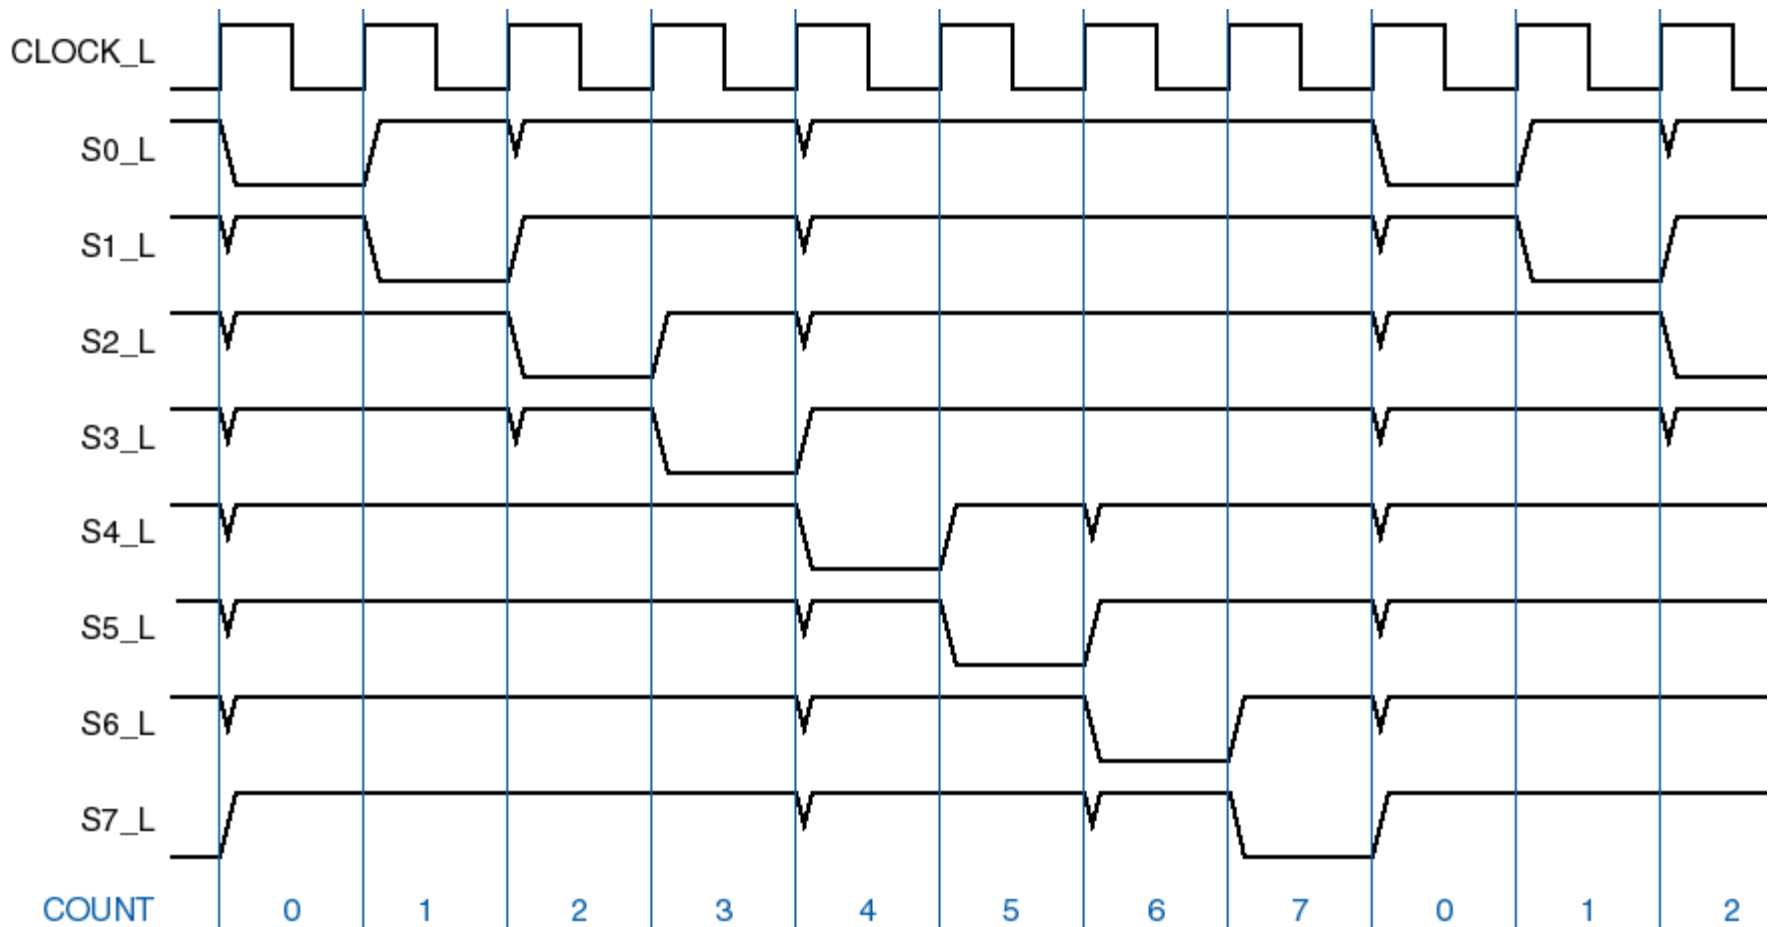 CLOCK_L
S0_L
S1_L
S2_L
S3_L
S4_L
S5_L
S6_L
S7_L
COUNT 0 1 2 3 4 5 6 7 0 1 2